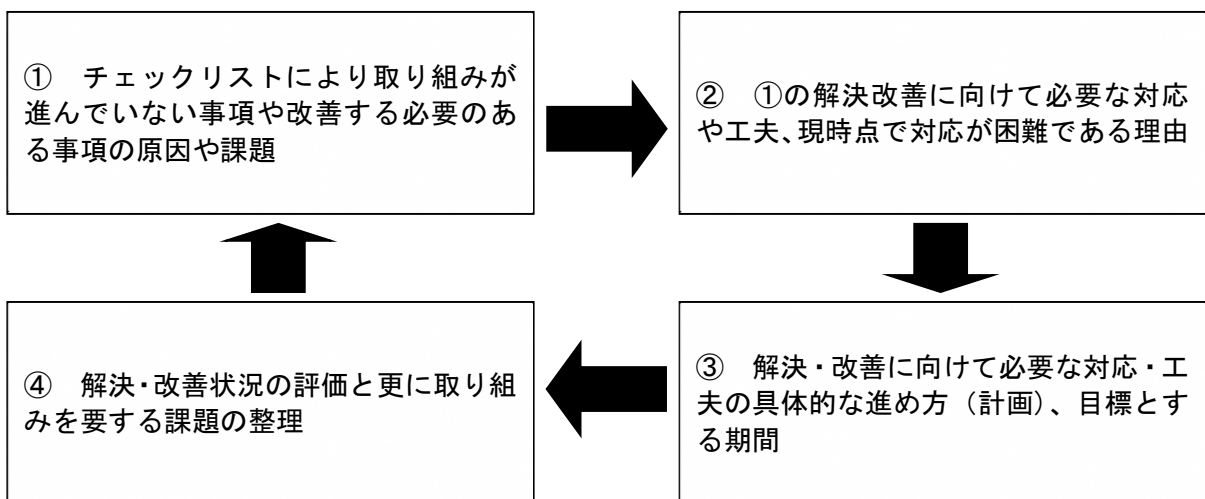 ① チェックリストにより取り組みが
進んでいない事項や改善する必要のあ
る事項の原因や課題
② ①の解決改善に向けて必要な対応
や工夫、現時点で対応が困難である理由
③ 解決・改善に向けて必要な対応・工
夫の具体的な進め方（計画）、目標とす
る期間
④ 解決・改善状況の評価と更に取り組
みを要する課題の整理